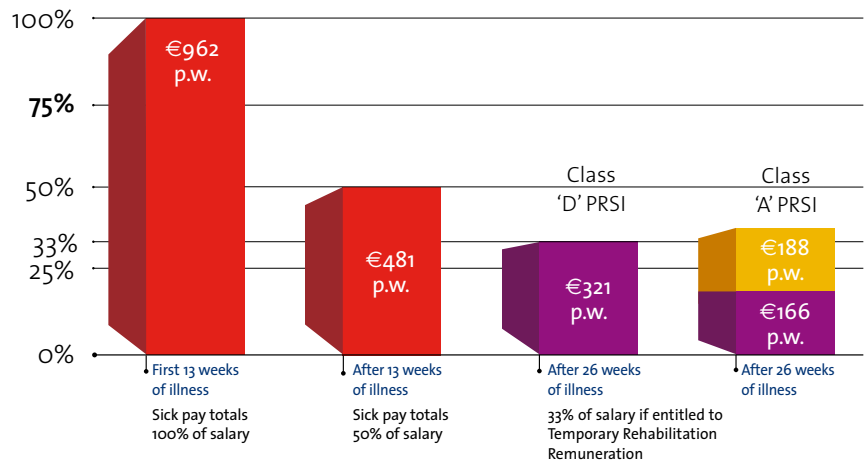 100%
€962
p.w.
75%
50%
Class
'D' PRSI
Class
'A' PRSI
33%
25%
€481
p.w.
€321
p.w.
€188
p.w.
€166
p.w.
0%
First 13 weeks
of illness
Sick pay totals
100% of salary
After 13 weeks
of illness
Sick pay totals
50% of salary
After 26 weeks
of illness
33% of salary if entitled to
Temporary Rehabilitation
Remuneration
After 26 weeks
of illness